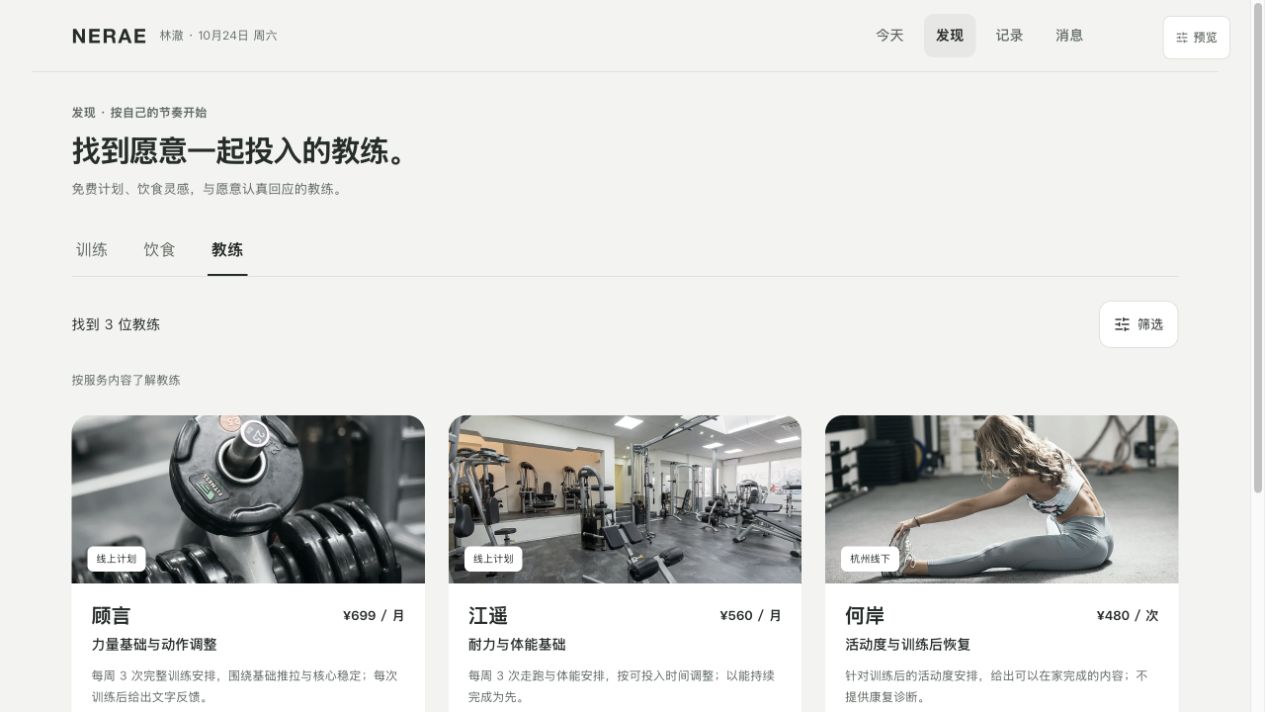 NERAE 林澈 · 10月24日 周六
今天 发现 记录 消息 预览
发现 · 按自己的节奏开始
找到愿意一起投入的教练。
免费计划、饮食灵感，与愿意认真回应的教练。
训练 饮食 教练
找到 3 位教练
筛选
按服务内容了解教练
线上计划
顾言 ¥699 / 月
力量基础与动作调整
每周 3 次完整训练安排，围绕基础推拉与核心稳定；每次
训练后给出文字反馈。
线上计划
江遥 ¥560 / 月
耐力与体能基础
每周 3 次走跑与体能安排，按可投入时间调整；以能持续
完成为先。
杭州线下
何岸 ¥480 / 次
活动度与训练后恢复
针对训练后的活动度安排，给出可以在家完成的内容；不
提供康复诊断。